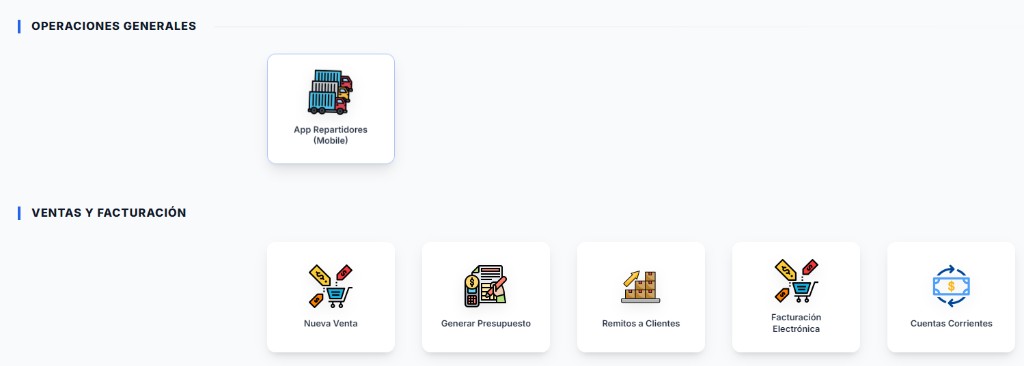 OPERACIONES GENERALES
App Repartidores
(Mobile)
VENTAS Y FACTURACIÓN
Nueva Venta
Generar Presupuesto
Remitos a Clientes
Facturación
Electrónica
Cuentas Corrientes